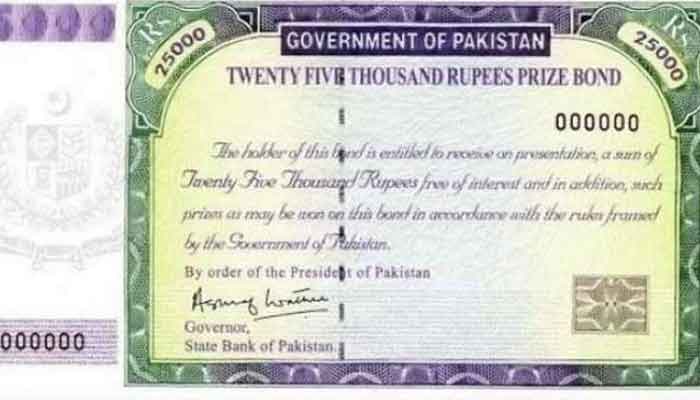 Rs 25000
GOVERNMENT OF PAKISTAN
Rs 25000
TWENTY FIVE THOUSAND RUPEES PRIZE BOND
000000
The holder of this bond is entitled to receive on presentation, a sum of
Twenty Five Thousand Rupees free of interest and in addition, such
prizes as may be won on this bond in accordance with the rules framed
by the Government of Pakistan.
By order of the President of Pakistan
Governor,
State Bank of Pakistan.
000000